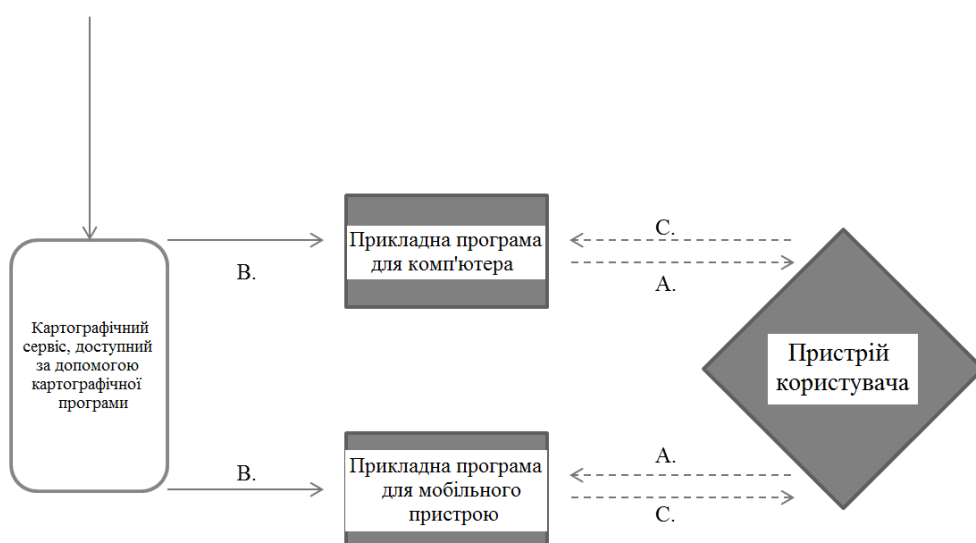 Картографічний
сервіс, доступний
за допомогою
картографічної
програми
B.
B.
Прикладна програма
для комп'ютера
C.
A.
Пристрій
користувача
Прикладна програма
для мобільного
пристрою
A.
C.